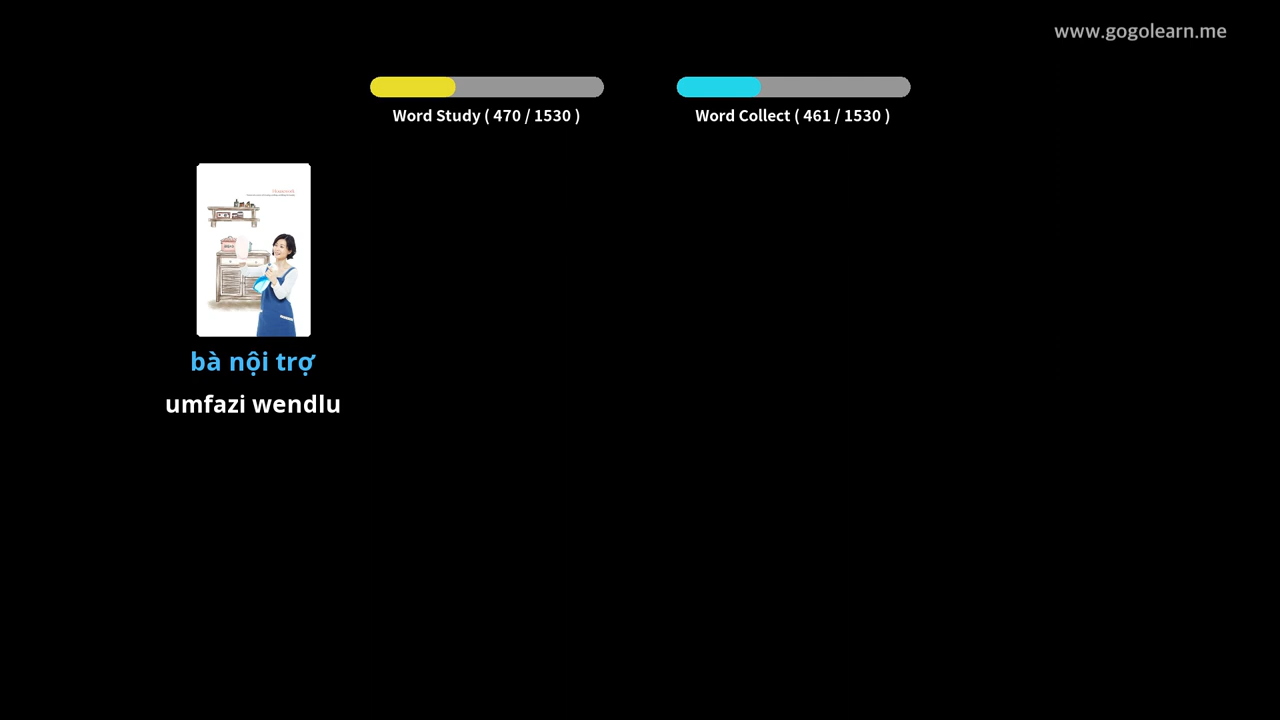 www.gogolearn.me
Word Study ( 470 / 1530 )
Word Collect ( 461 / 1530 )
bà nội trợ
umfazi wendlu